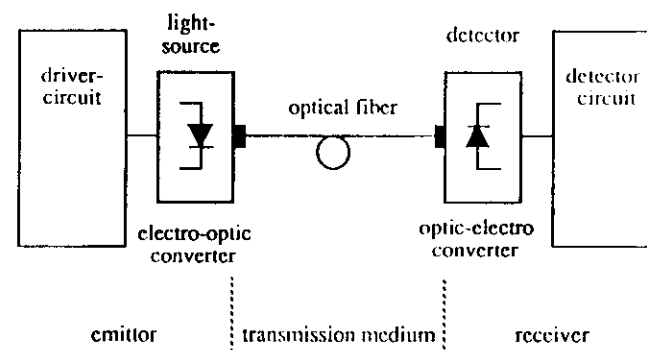 light-
source
detector
driver-
circuit
detector
circuit
optical fiber
electro-optic
converter
optic-electro
converter
emittor
transmission medium
receiver